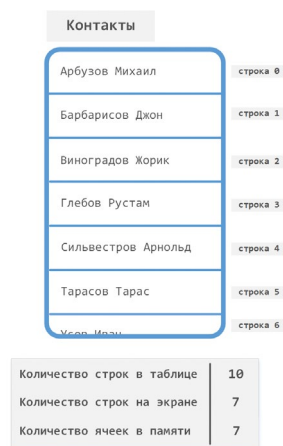 Контакты
Арбузов Михаил
строка 0
Барбарисов Джон
строка 1
Виноградов Жорик
строка 2
Глебов Рустам
строка 3
Сильвестров Арнольд
строка 4
Тарасов Тарас
строка 5
Усов Иван
строка 6
Количество строк в таблице 10
Количество строк на экране 7
Количество ячеек в памяти 7